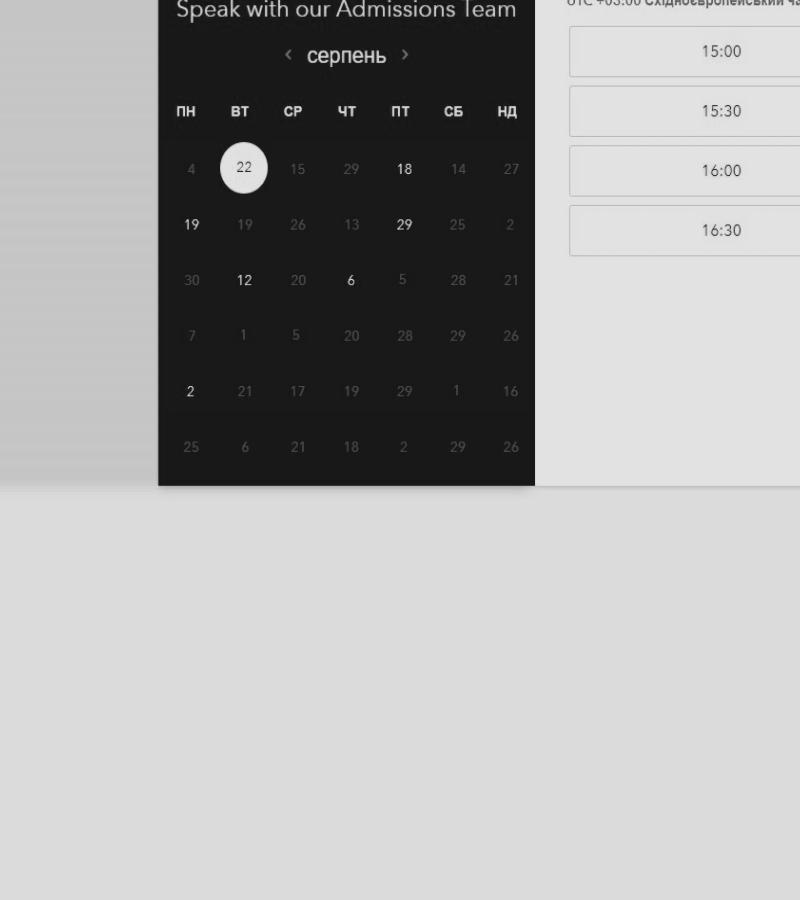 Speak with our Admissions Team
‹ серпень ›
ПН ВТ СР ЧТ ПТ СБ НД
4 22 15 29 18 14 27
19 19 26 13 29 25 2
30 12 20 6 5 28 21
7 1 5 20 28 29 26
2 21 17 19 29 1 16
25 6 21 18 2 29 26
UTC +03:00 Східноєвропейський
15:00
15:30
16:00
16:30